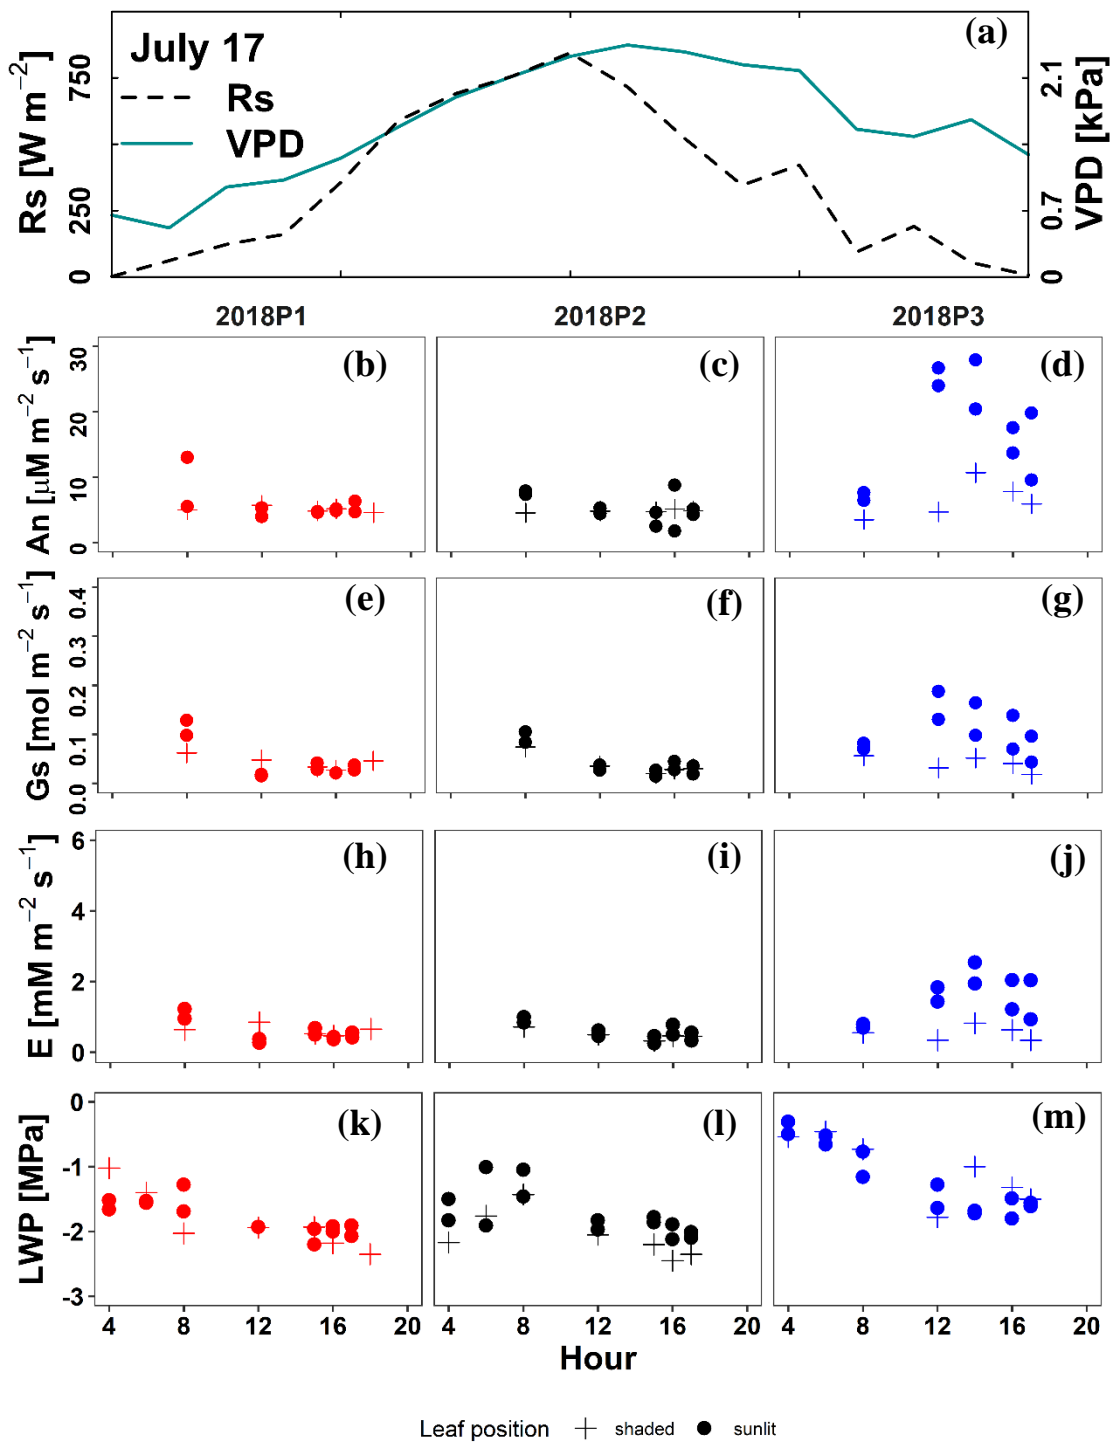 (a)
July 17
Rs
VPD
Rs [W m−2]
0 250 750
VPD [kPa]
0 0.7 2.1
2018P1 2018P2 2018P3
An [μM m−2 s−1]
0 10 20 30
(b) (c) (d)
Gs [mol m−2 s−1]
0.0 0.1 0.2 0.3 0.4
(e) (f) (g)
E [mM m−2 s−1]
6
4
2
0
(h) (i) (j)
LWP [MPa]
0
-1
-2
-3
(k) (l) (m)
4 8 12 16 20 4 8 12 16 20 4 8 12 16 20
Hour
Leaf position shaded sunlit